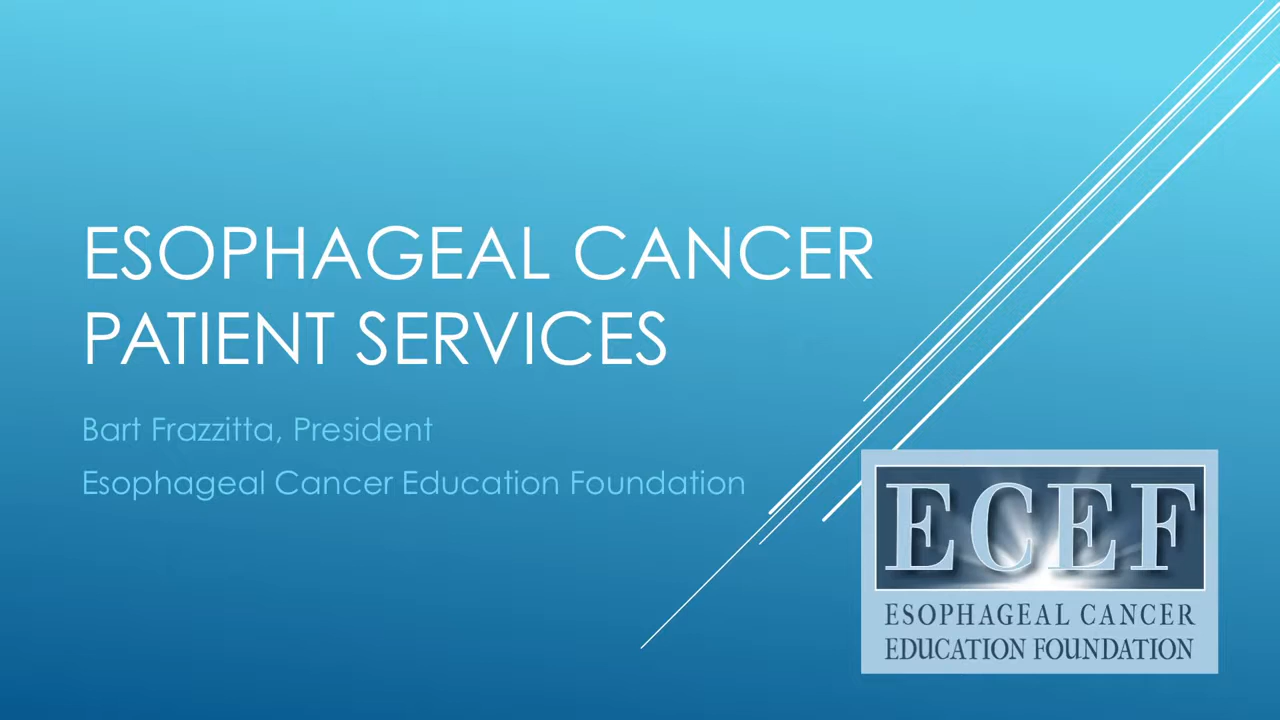 ESOPHAGEAL CANCER
PATIENT SERVICES
Bart Frazzitta, President
Esophageal Cancer Education Foundation
ECEF
ESOPHAGEAL CANCER
EDUCATION FOUNDATION